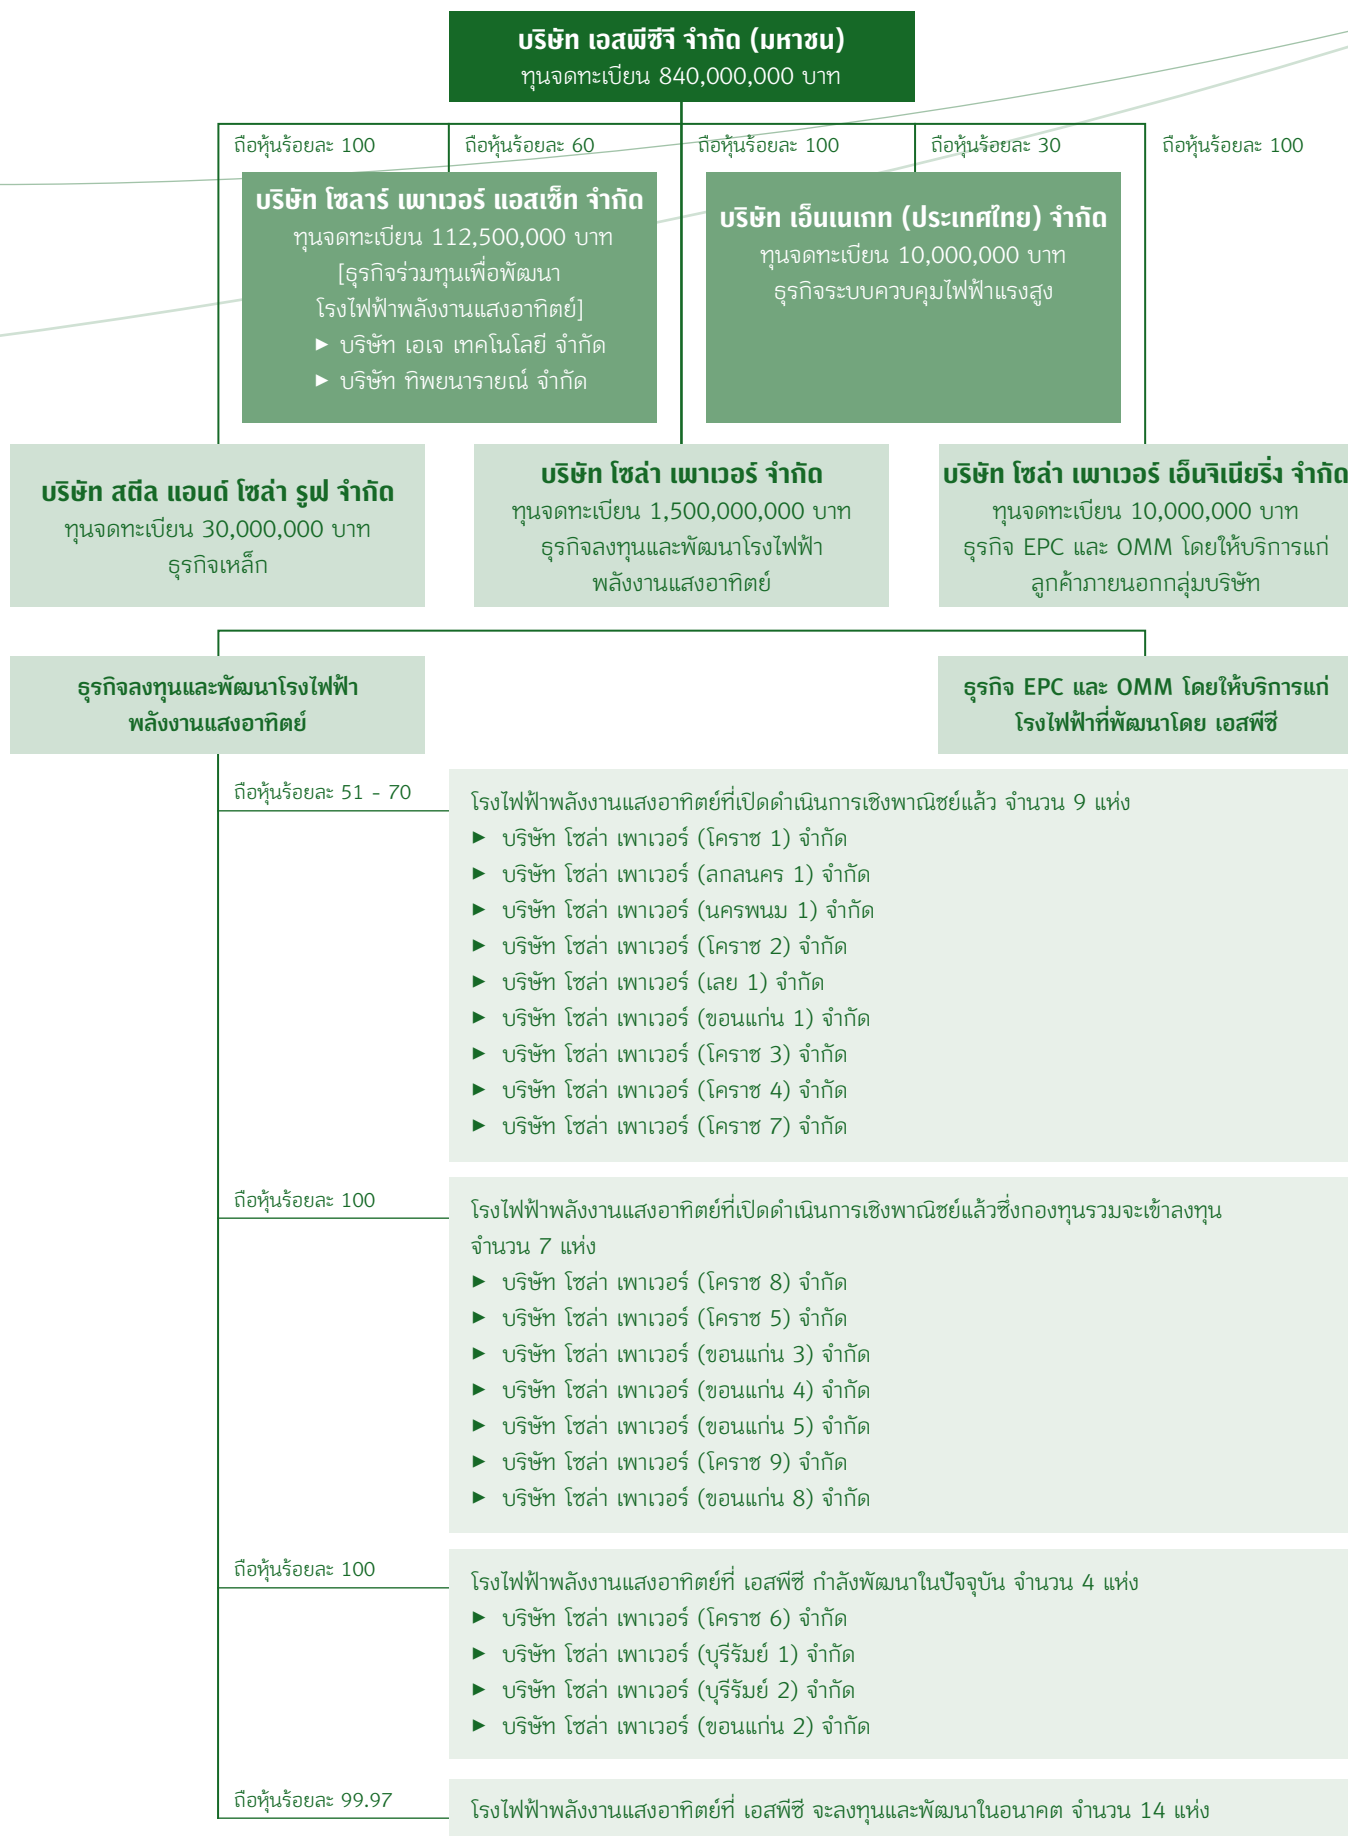 บริษัท เอสพีซีจี จำกัด (มหาชน)
ทุนจดทะเบียน 840,000,000 บาท
ถือหุ้นร้อยละ 100
ถือหุ้นร้อยละ 60
ถือหุ้นร้อยละ 100
ถือหุ้นร้อยละ 30
ถือหุ้นร้อยละ 100
บริษัท โซลาร์ เพาเวอร์ แอสเซ็ท จำกัด
ทุนจดทะเบียน 112,500,000 บาท
[ธุรกิจร่วมทุนเพื่อพัฒนา
โรงไฟฟ้าพลังงานแสงอาทิตย์]
► บริษัท เอเจ เทคโนโลยี จำกัด
► บริษัท ทิพยนารายณ์ จำกัด
บริษัท เอ็นเนเกท (ประเทศไทย) จำกัด
ทุนจดทะเบียน 10,000,000 บาท
ธุรกิจระบบควบคุมไฟฟ้าแรงสูง
บริษัท สตีล แอนด์ โซล่า รูฟ จำกัด
ทุนจดทะเบียน 30,000,000 บาท
ธุรกิจเหล็ก
บริษัท โซล่า เพาเวอร์ จำกัด
ทุนจดทะเบียน 1,500,000,000 บาท
ธุรกิจลงทุนและพัฒนาโรงไฟฟ้า
พลังงานแสงอาทิตย์
บริษัท โซล่า เพาเวอร์ เอ็นจิเนียริ่ง จำกัด
ทุนจดทะเบียน 10,000,000 บาท
ธุรกิจ EPC และ OMM โดยให้บริการแก่
ลูกค้าภายนอกกลุ่มบริษัท
ธุรกิจลงทุนและพัฒนาโรงไฟฟ้า
พลังงานแสงอาทิตย์
ธุรกิจ EPC และ OMM โดยให้บริการแก่
โรงไฟฟ้าที่พัฒนาโดย เอสพีซี
ถือหุ้นร้อยละ 51 - 70
โรงไฟฟ้าพลังงานแสงอาทิตย์ที่เปิดดำเนินการเชิงพาณิชย์แล้ว จำนวน 9 แห่ง
► บริษัท โซล่า เพาเวอร์ (โคราช 1) จำกัด
► บริษัท โซล่า เพาเวอร์ (ลกลนคร 1) จำกัด
► บริษัท โซล่า เพาเวอร์ (นครพนม 1) จำกัด
► บริษัท โซล่า เพาเวอร์ (โคราช 2) จำกัด
► บริษัท โซล่า เพาเวอร์ (เลย 1) จำกัด
► บริษัท โซล่า เพาเวอร์ (ขอนแก่น 1) จำกัด
► บริษัท โซล่า เพาเวอร์ (โคราช 3) จำกัด
► บริษัท โซล่า เพาเวอร์ (โคราช 4) จำกัด
► บริษัท โซล่า เพาเวอร์ (โคราช 7) จำกัด
ถือหุ้นร้อยละ 100
โรงไฟฟ้าพลังงานแสงอาทิตย์ที่เปิดดำเนินการเชิงพาณิชย์แล้วซึ่งกองทุนรวมจะเข้าลงทุน
จำนวน 7 แห่ง
► บริษัท โซล่า เพาเวอร์ (โคราช 8) จำกัด
► บริษัท โซล่า เพาเวอร์ (โคราช 5) จำกัด
► บริษัท โซล่า เพาเวอร์ (ขอนแก่น 3) จำกัด
► บริษัท โซล่า เพาเวอร์ (ขอนแก่น 4) จำกัด
► บริษัท โซล่า เพาเวอร์ (ขอนแก่น 5) จำกัด
► บริษัท โซล่า เพาเวอร์ (โคราช 9) จำกัด
► บริษัท โซล่า เพาเวอร์ (ขอนแก่น 8) จำกัด
ถือหุ้นร้อยละ 100
โรงไฟฟ้าพลังงานแสงอาทิตย์ที่ เอสพีซี กำลังพัฒนาในปัจจุบัน จำนวน 4 แห่ง
► บริษัท โซล่า เพาเวอร์ (โคราช 6) จำกัด
► บริษัท โซล่า เพาเวอร์ (บุรีรัมย์ 1) จำกัด
► บริษัท โซล่า เพาเวอร์ (บุรีรัมย์ 2) จำกัด
► บริษัท โซล่า เพาเวอร์ (ขอนแก่น 2) จำกัด
ถือหุ้นร้อยละ 99.97
โรงไฟฟ้าพลังงานแสงอาทิตย์ที่ เอสพีซี จะลงทุนและพัฒนาในอนาคต จำนวน 14 แห่ง